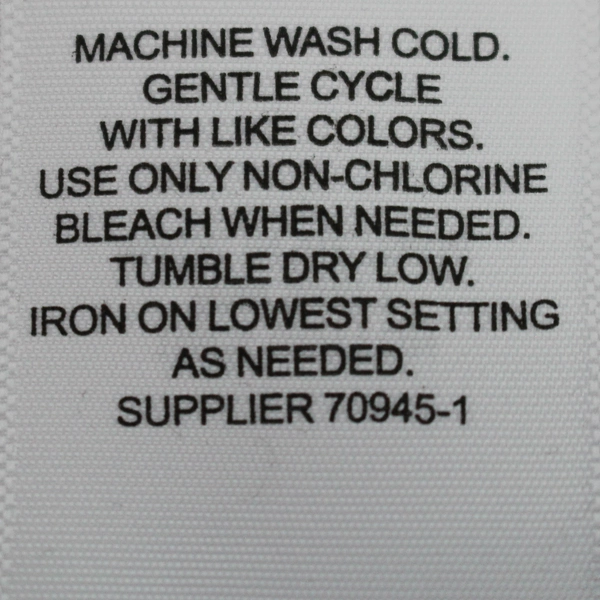 MACHINE WASH COLD.
GENTLE CYCLE
WITH LIKE COLORS.
USE ONLY NON-CHLORINE
BLEACH WHEN NEEDED.
TUMBLE DRY LOW.
IRON ON LOWEST SETTING
AS NEEDED.
SUPPLIER 70945-1